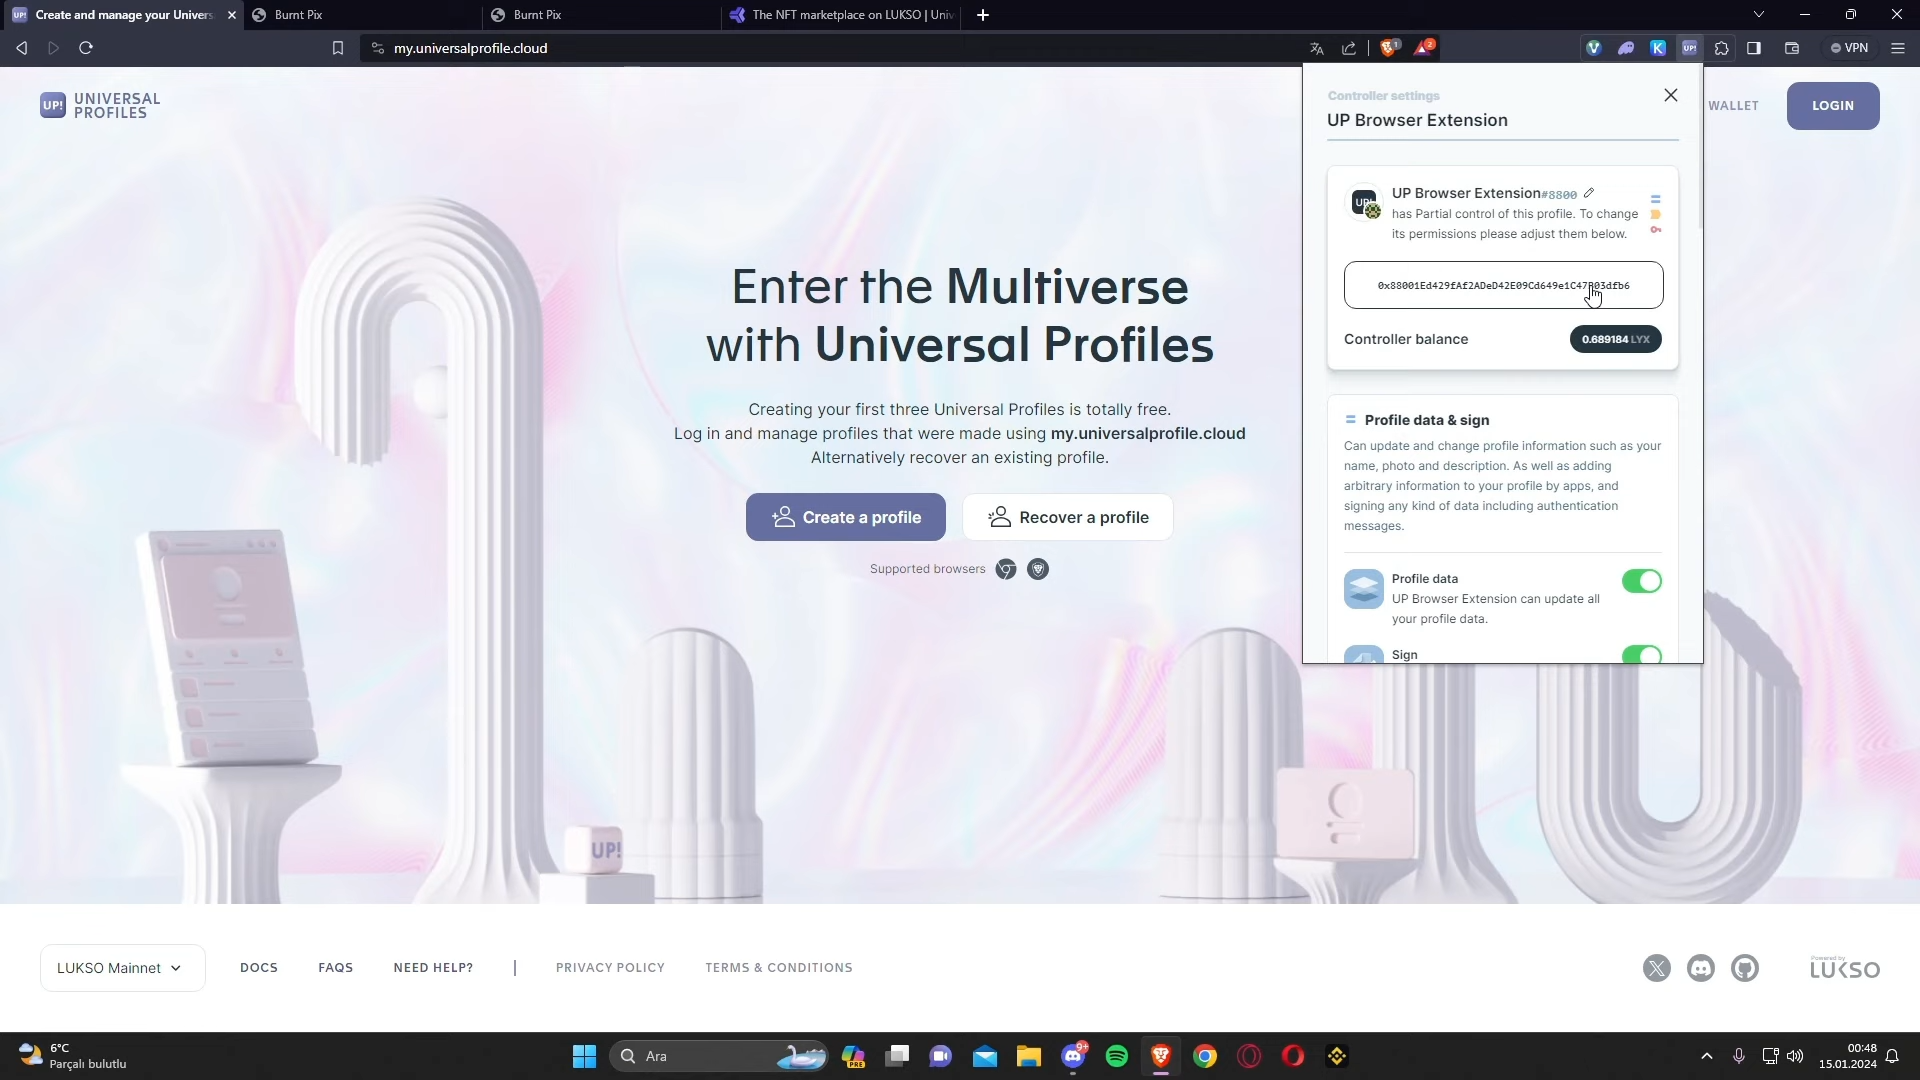 Create and manage your Univers
Burnt Pix
Burnt Pix
The NFT marketplace on LUKSO | Univ
my.universalprofile.cloud
1
2
UP!
VPN
UP! UNIVERSAL PROFILES
WALLET
LOGIN
Controller settings
UP Browser Extension
UP Browser Extension#8800
has Partial control of this profile. To change
its permissions please adjust them below.
Controller balance
0.689184 LYX
Profile data & sign
Can update and change profile information such as your
name, photo and description. As well as adding
arbitrary information to your profile by apps, and
signing any kind of data including authentication
messages.
Profile data
UP Browser Extension can update all
your profile data.
Sign
Enter the Multiverse
with Universal Profiles
Creating your first three Universal Profiles is totally free.
Log in and manage profiles that were made using my.universalprofile.cloud
Alternatively recover an existing profile.
Create a profile
Recover a profile
Supported browsers
UP!
LUKSO Mainnet
DOCS
FAQS
NEED HELP?
|
PRIVACY POLICY
TERMS & CONDITIONS
Powered by
LUKSO
6°C
Parçalı bulutlu
Ara
PRE
9+
00:48
15.01.2024